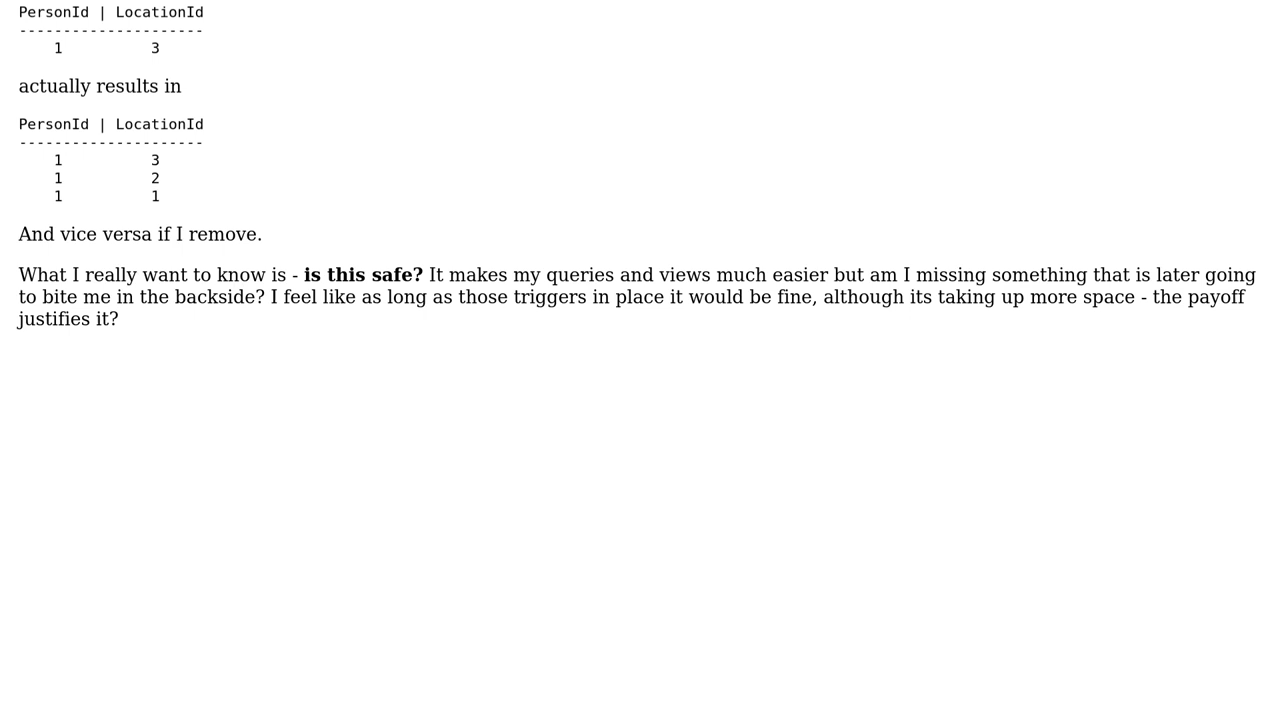 PersonId | LocationId
---------------------
    1          3
actually results in
PersonId | LocationId
---------------------
    1          3
    1          2
    1          1
And vice versa if I remove.
What I really want to know is - is this safe? It makes my queries and views much easier but am I missing something that is later going
to bite me in the backside? I feel like as long as those triggers in place it would be fine, although its taking up more space - the payoff
justifies it?